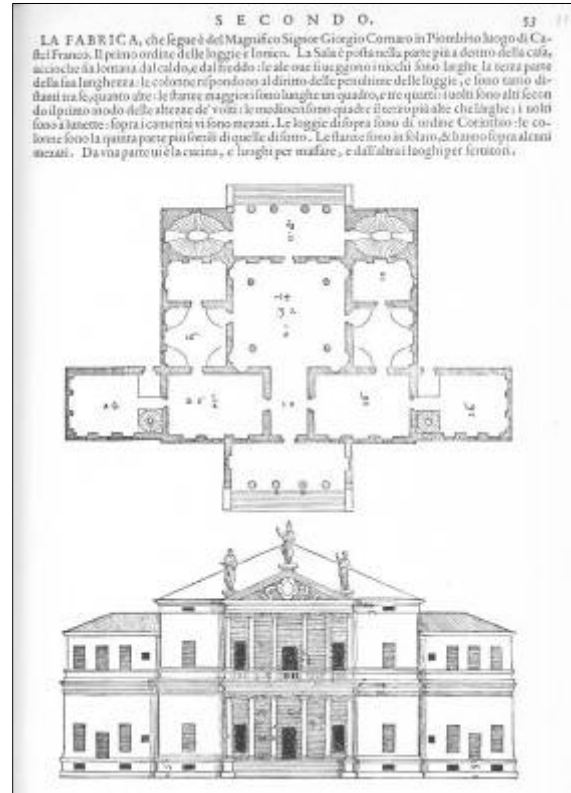 SECONDO. 53
LA FABRICA, che segue è del Magnifico Signor Giorgio Cornaro in Piombino luogo di Ca-
stel Franco. Il primo ordine delle loggie è Ionico. La Sala è posta nella parte più a dentro della casa,
accioche sia lontana dal caldo, e dal freddo: le ale oue si ueggono i nicchi sono larghe la terza parte
della sua lunghezza: le colonne rispondono al diritto delle penultime delle loggie, e sono tanto di-
stanti tra se, quanto alte: le stanze maggiori sono lunghe un quadro, e tre quarti: i uolti sono alti secon
do il primo modo delle altezze de' volti: le mediocri sono quadre il terzo più alte che larghe; i uolti
sono a lunette: sopra i camerini vi sono mezati. Le loggie di sopra sono di ordine Corinthio: le co-
lonne sono la quinta parte più sottili di quelle di sotto. Le stanze sono in solaro, & hanno sopra alcuni
mezati. Da vna parte ui è la cucina, e luoghi per massare, e dall'altra i luoghi per seruitori.